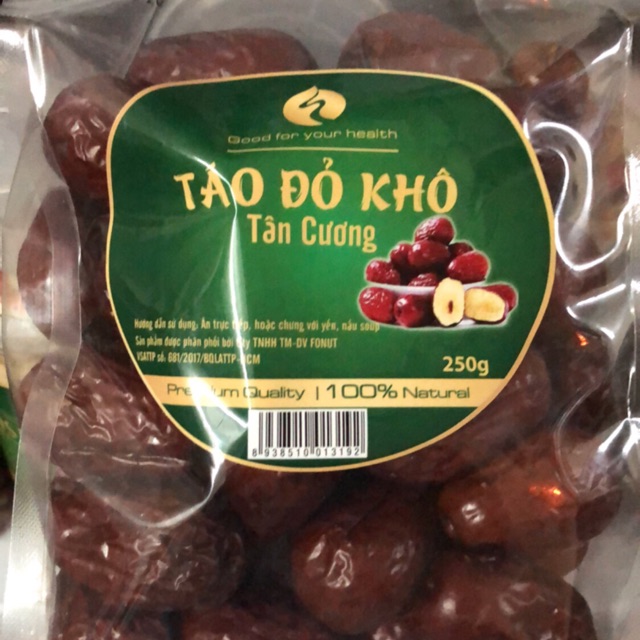 Good for your health
TÁO ĐỎ KHÔ
Tân Cương
Hướng dẫn sử dụng: Ăn trực tiếp, hoặc chưng với yến, nấu soup
Sản phẩm được phân phối bởi ty TNHH TM-DV FONUT
VSATTP số: 681/2017/BQLATTP-HCM
250g
Premium Quality | 100% Natural
8 938510 013192